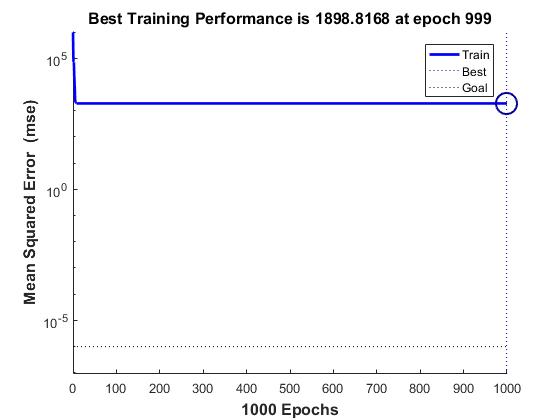 Best Training Performance is 1898.8168 at epoch 999
Mean Squared Error (mse)
10^5
10^0
10^-5
Train
Best
Goal
0 100 200 300 400 500 600 700 800 900 1000
1000 Epochs